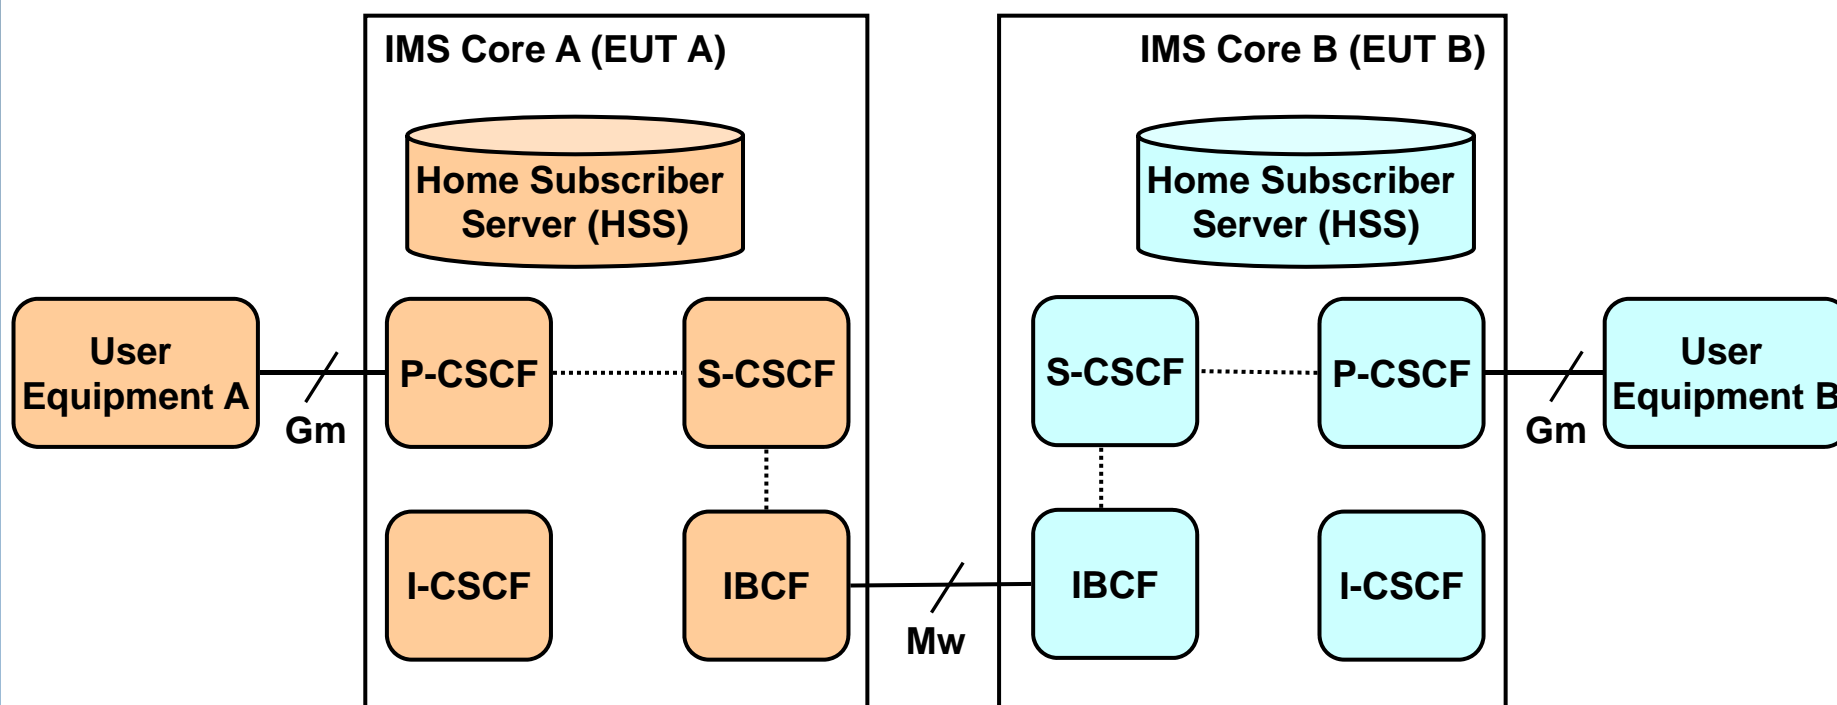 IMS Core A (EUT A)
IMS Core B (EUT B)
Home Subscriber
Server (HSS)
Home Subscriber
Server (HSS)
User
Equipment A
Gm
P-CSCF
S-CSCF
S-CSCF
P-CSCF
Gm
User
Equipment B
I-CSCF
IBCF
Mw
IBCF
I-CSCF